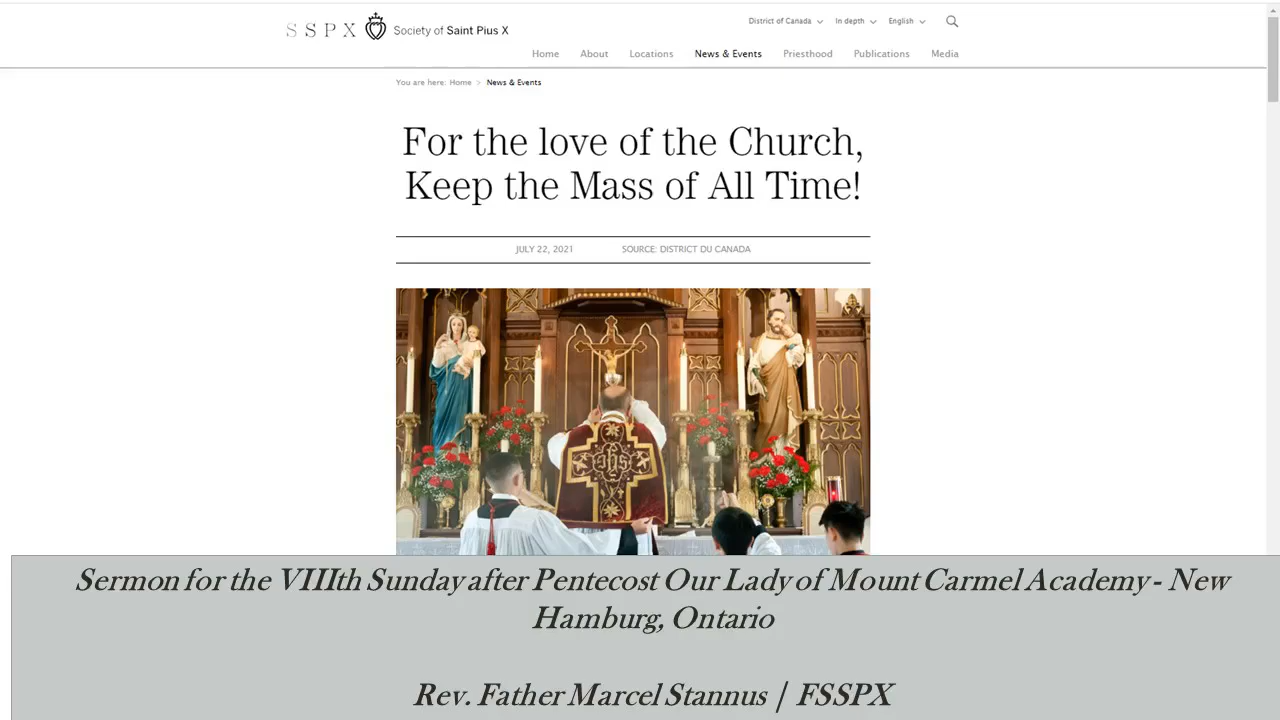 SSPX Society of Saint Pius X
District of Canada In depth English
Home About Locations News & Events Priesthood Publications Media
You are here: Home > News & Events
For the love of the Church,
Keep the Mass of All Time!
JULY 22, 2021 SOURCE: DISTRICT DU CANADA
IHS
Sermon for the VIIIth Sunday after Pentecost Our Lady of Mount Carmel Academy - New
Hamburg, Ontario
Rev. Father Marcel Stannus | FSSPX